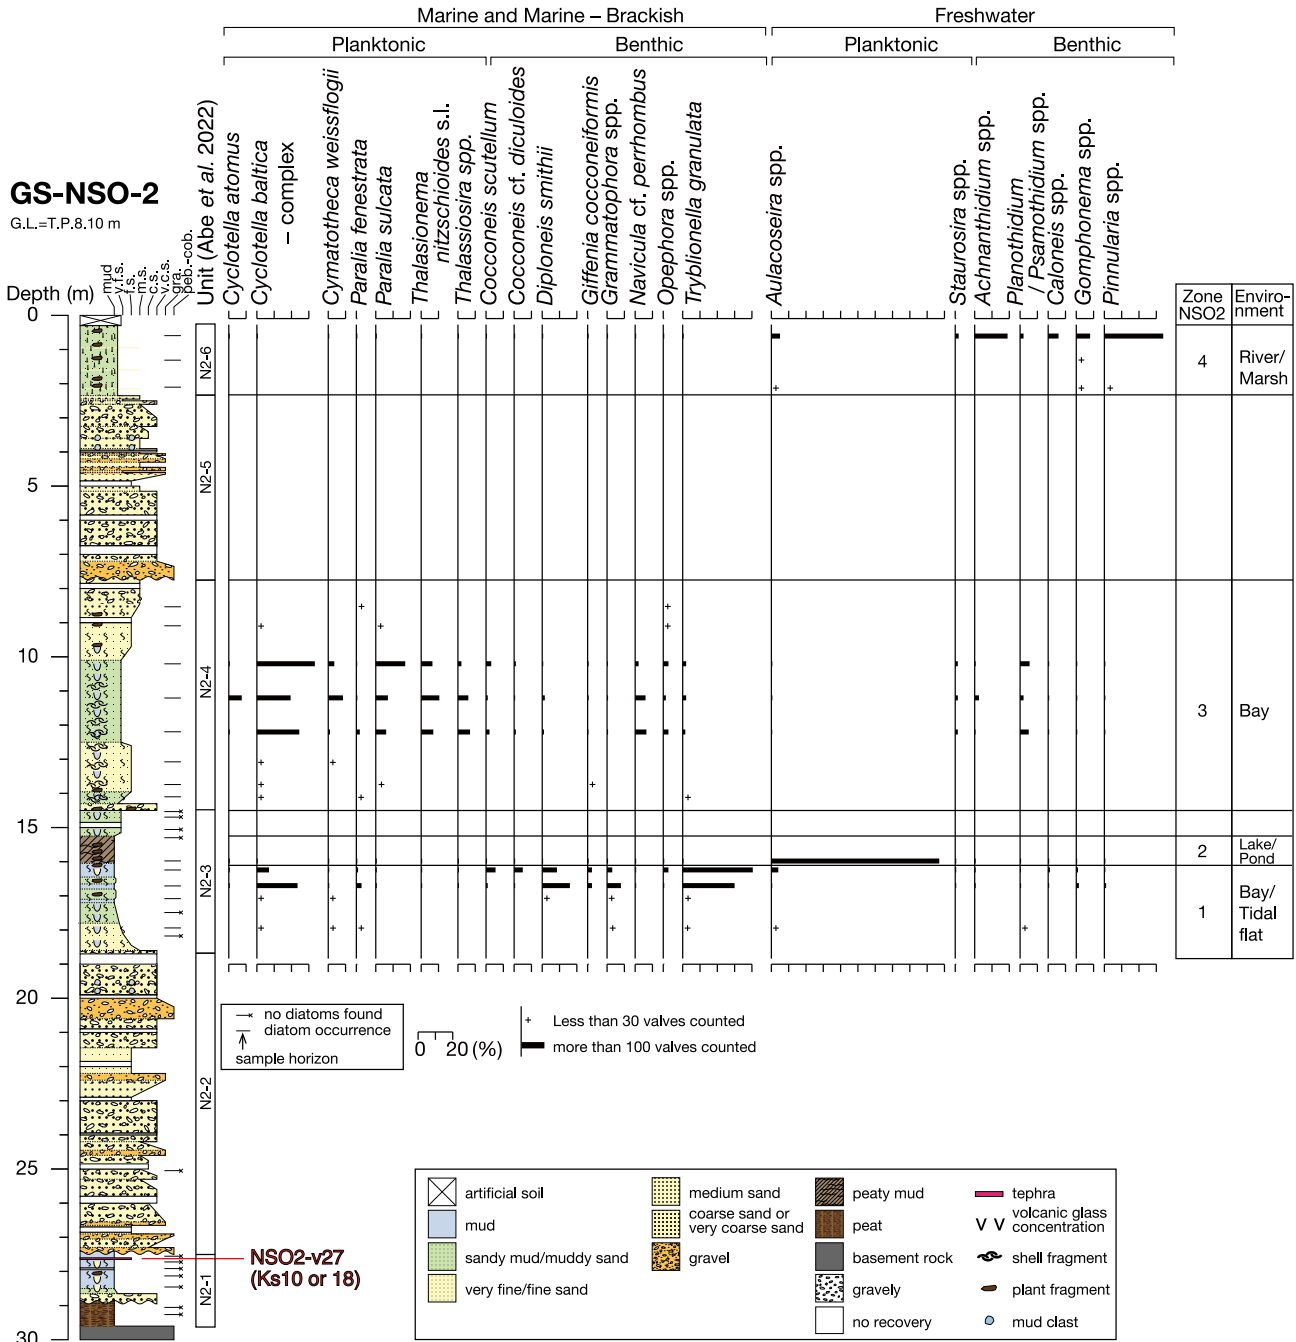 Marine and Marine – Brackish
Freshwater
Planktonic
Benthic
Planktonic
Benthic
GS-NSO-2
G.L.=T.P.8.10 m
Depth (m)
mud
v.f.s.
f.s.
m.s.
c.s.
v.c.s.
gra.
peb.-cob.
Unit (Abe et al. 2022)
Cyclotella atomus
Cyclotella baltica
– complex
Cymatotheca weissflogii
Paralia fenestrata
Paralia sulcata
Thalasionema
nitzschioides s.l.
Thalassiosira spp.
Cocconeis scutellum
Cocconeis cf. diculoides
Diploneis smithii
Giffenia cocconeiformis
Grammatophora spp.
Navicula cf. perrhombus
Opephora spp.
Tryblionella granulata
Aulacoseira spp.
Staurosira spp.
Achnanthidium spp.
Planothidium
/ Psamothidium spp.
Caloneis spp.
Gomphonema spp.
Pinnularia spp.
Zone
NSO2
Enviro-
nment
0
5
10
15
20
25
30
N2-6
N2-5
N2-4
N2-3
N2-2
N2-1
4
River/
Marsh
3
Bay
2
Lake/
Pond
1
Bay/
Tidal
flat
no diatoms found
diatom occurrence
sample horizon
0 20 (%)
+ Less than 30 valves counted
more than 100 valves counted
NSO2-v27
(Ks10 or 18)
artificial soil
mud
sandy mud/muddy sand
very fine/fine sand
medium sand
coarse sand or
very coarse sand
gravel
peaty mud
peat
basement rock
gravely
no recovery
tephra
volcanic glass
concentration
shell fragment
plant fragment
mud clast